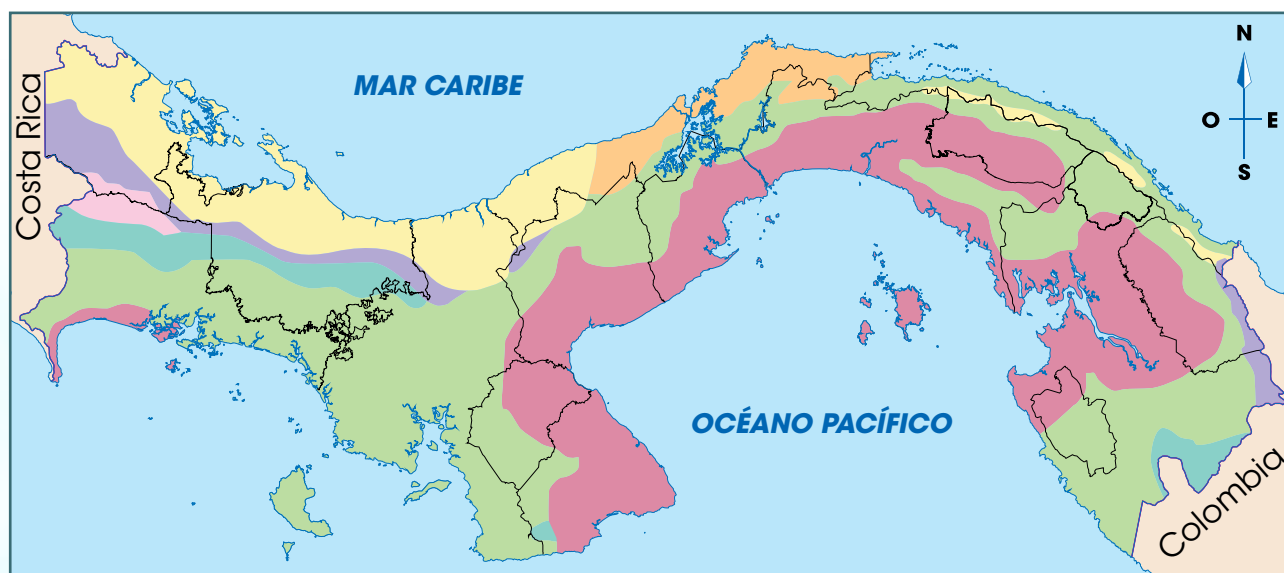 MAR CARIBE
N
O E
S
Costa Rica
OCÉANO PACÍFICO
Colombia